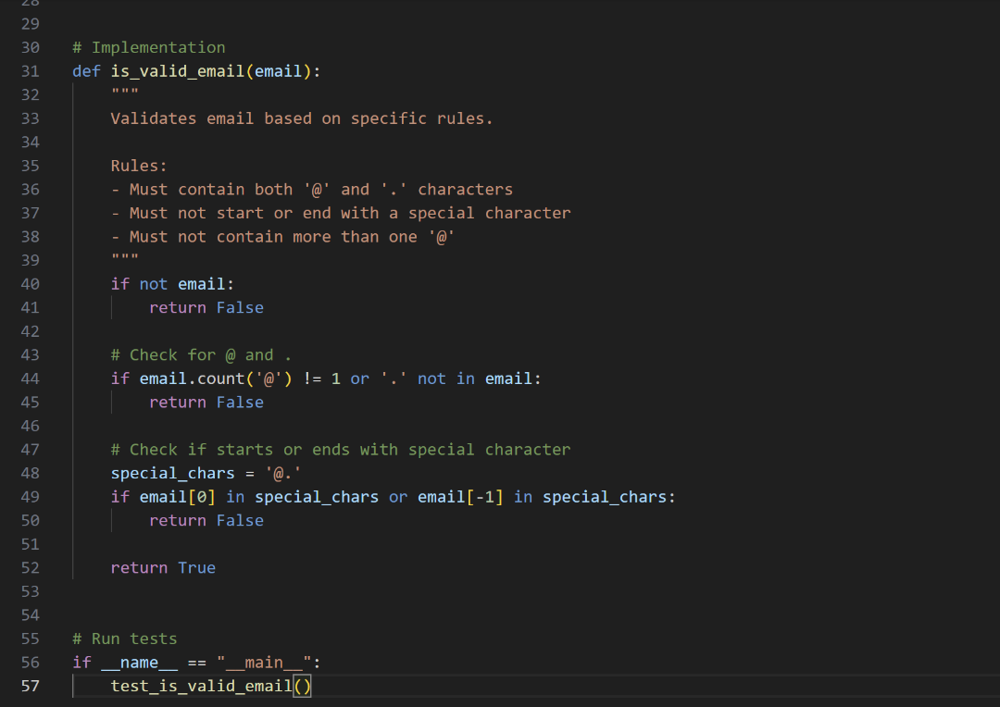 28
29
30 # Implementation
31 def is_valid_email(email):
32     """
33     Validates email based on specific rules.
34
35     Rules:
36     - Must contain both '@' and '.' characters
37     - Must not start or end with a special character
38     - Must not contain more than one '@'
39     """
40     if not email:
41         return False
42
43     # Check for @ and .
44     if email.count('@') != 1 or '.' not in email:
45         return False
46
47     # Check if starts or ends with special character
48     special_chars = '@.'
49     if email[0] in special_chars or email[-1] in special_chars:
50         return False
51
52     return True
53
54
55 # Run tests
56 if __name__ == "__main__":
57     test_is_valid_email()